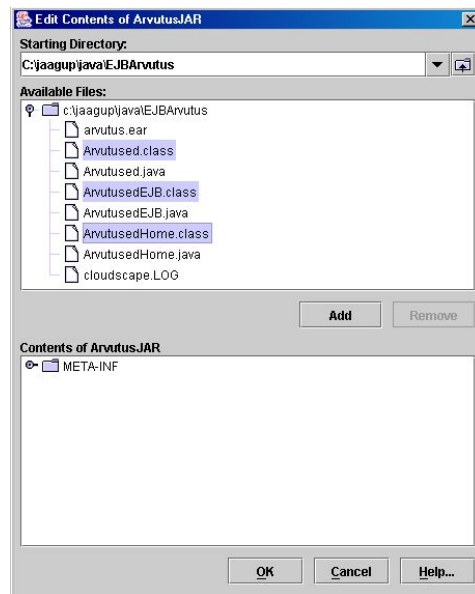 Edit Contents of ArvutusJAR
Starting Directory:
C:\jaagup\java\EJBArvutus
Available Files:
c:\jaagup\java\EJBArvutus
arvutus.ear
Arvutused.class
Arvutused.java
ArvutusedEJB.class
ArvutusedEJB.java
ArvutusedHome.class
ArvutusedHome.java
cloudscape.LOG
Add Remove
Contents of ArvutusJAR
META-INF
OK Cancel Help...